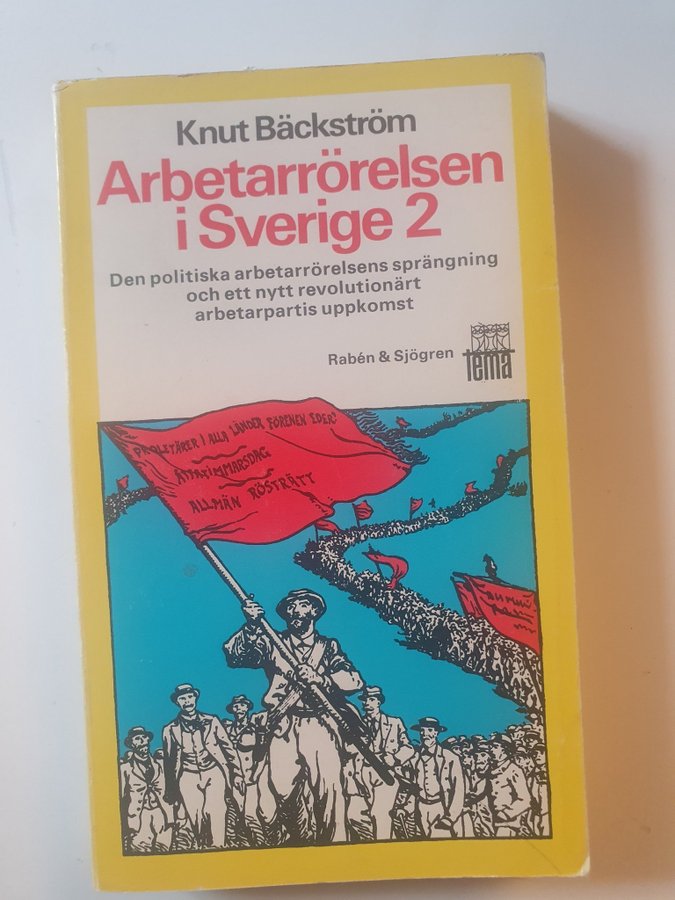 Knut Bäckström
Arbetarrörelsen
i Sverige 2
Den politiska arbetarrörelsens sprängning
och ett nytt revolutionärt
arbetarpartis uppkomst
Rabén & Sjögren
tema
PROLETÄRER I ALLA LÄNDER FÖRENEN EDER!
ÅTTATIMMARSDAG
ALLMÄN RÖSTRÄTT